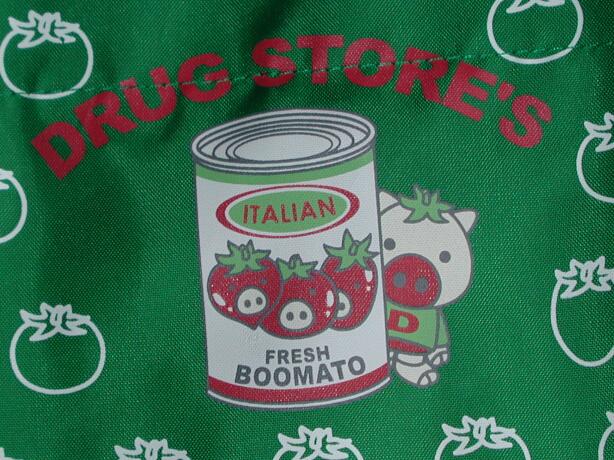 DRUG STORE'S
ITALIAN
FRESH
BOOMATO
D